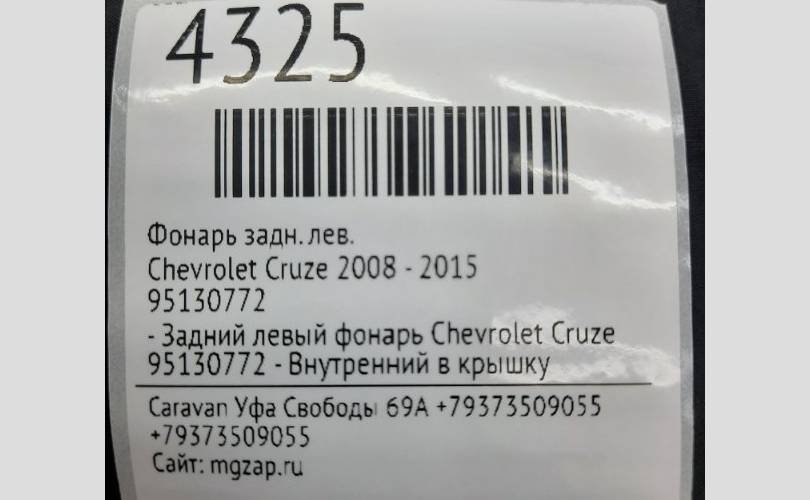 4325
Фонарь задн. лев.
Chevrolet Cruze 2008 - 2015
95130772
- Задний левый фонарь Chevrolet Cruze
95130772 - Внутренний в крышку
Caravan Уфа Свободы 69А +79373509055
+79373509055
Сайт: mgzap.ru